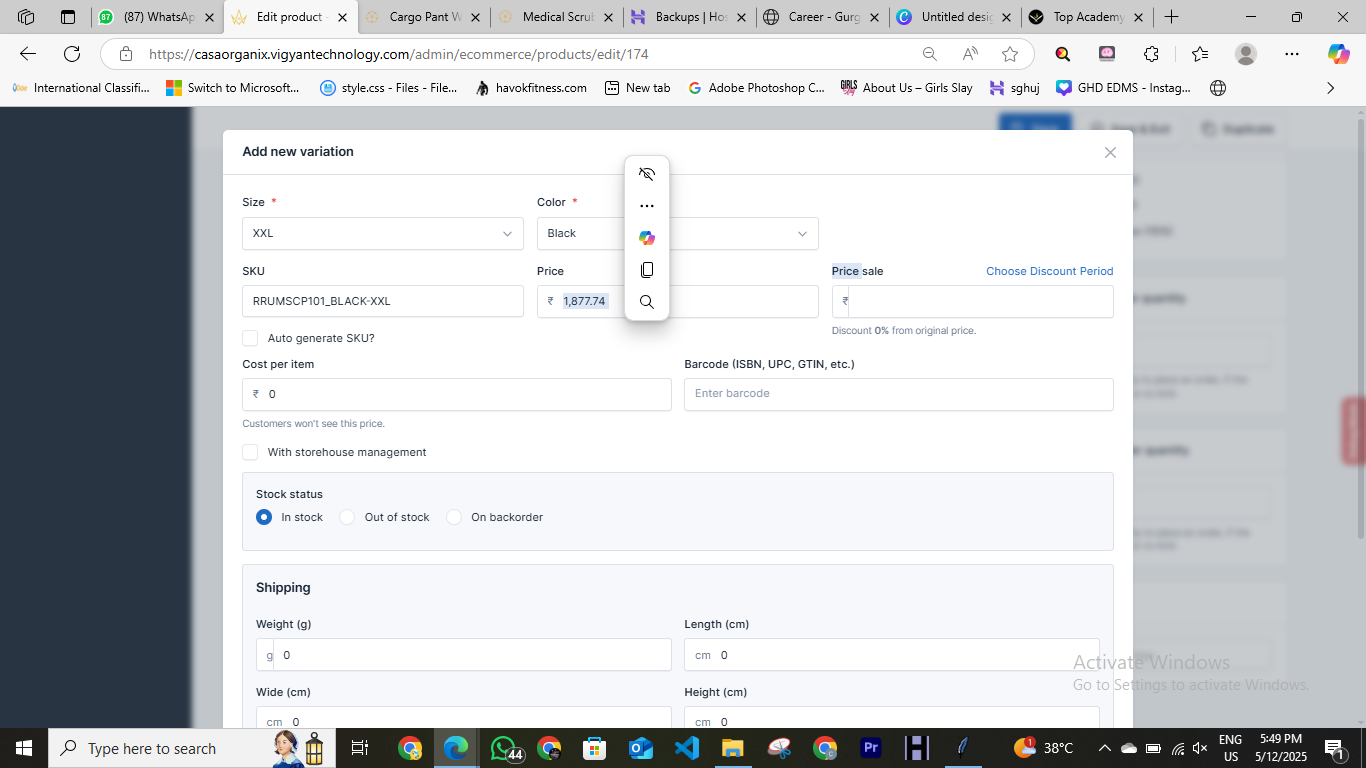 (87) WhatsAp
Edit product -
Cargo Pant W
Medical Scru
Backups | Ho
Career - Gurg
Untitled desig
Top Academy
https://casaorganix.vigyantechnology.com/admin/ecommerce/products/edit/174
International Classifi...
Switch to Microsoft...
style.css - Files - File...
havokfitness.com
New tab
Adobe Photoshop C...
About Us – Girls Slay
sghuj
GHD EDMS - Instag...
Save & Exit
Duplicate
Add new variation
Size *
Color *
XXL
Black
SKU
Price
Price sale
Choose Discount Period
RRUMSCP101_BLACK-XXL
₹ 1,877.74
₹
Auto generate SKU?
Discount 0% from original price.
Cost per item
Barcode (ISBN, UPC, GTIN, etc.)
₹ 0
Enter barcode
Customers won't see this price.
With storehouse management
Stock status
In stock
Out of stock
On backorder
Shipping
Weight (g)
Length (cm)
g 0
cm 0
Wide (cm)
Height (cm)
cm 0
cm 0
Activate Windows
Go to Settings to activate Windows.
Type here to search
44
38°C
ENG
US
5:49 PM
5/12/2025